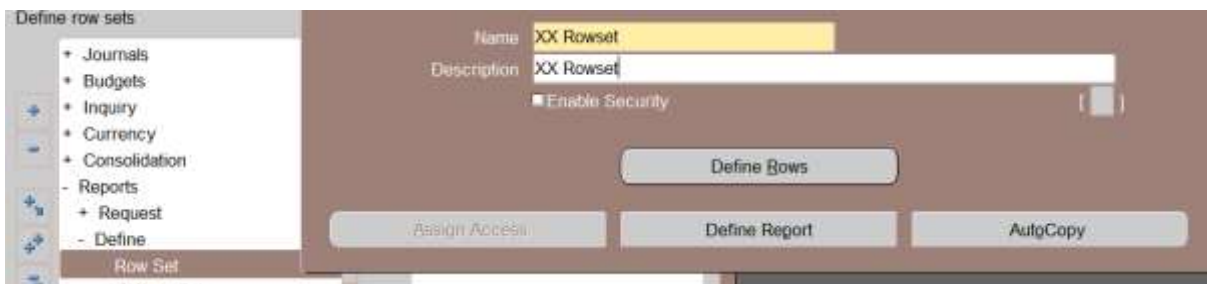 Define row sets
+ Journals
+ Budgets
+ Inquiry
+ Currency
+ Consolidation
- Reports
+ Request
- Define
Row Set
Name XX Rowset
Description XX Rowset
Enable Security
[ ]
Define Rows
Assign Access
Define Report
AutoCopy